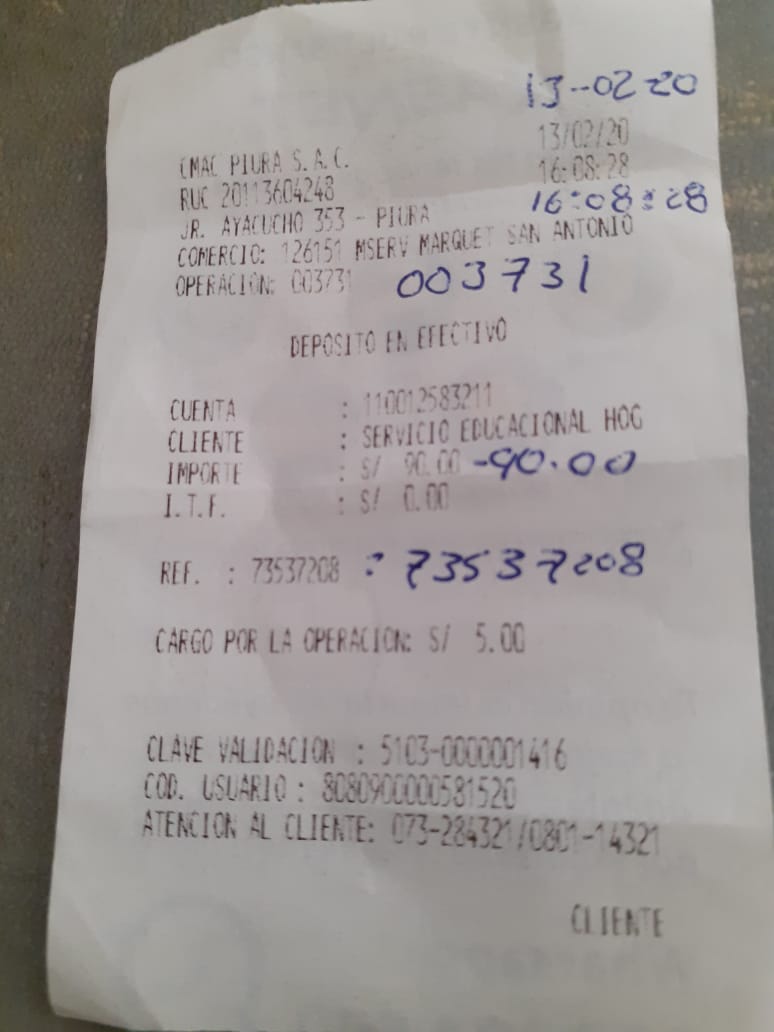 13-02-20
13/02/20
CMAC PIURA S.A.C. 16:08:28
RUC 20113604248 16:08:28
JR. AYACUCHO 353 - PIURA
COMERCIO: 126151 MSERV MARQUET SAN ANTONIO
OPERACION: 003731 003731
DEPOSITO EN EFECTIVO
CUENTA : 110012583211
CLIENTE : SERVICIO EDUCACIONAL HOG
IMPORTE : S/ 90.00 -90.00
I.T.F. : S/ 0.00
REF. : 73537208 : 73537208
CARGO POR LA OPERACION: S/ 5.00
CLAVE VALIDACION : 5103-0000001416
COD. USUARIO : 8080900000581520
ATENCION AL CLIENTE: 073-284321/0801-14321
CLIENTE